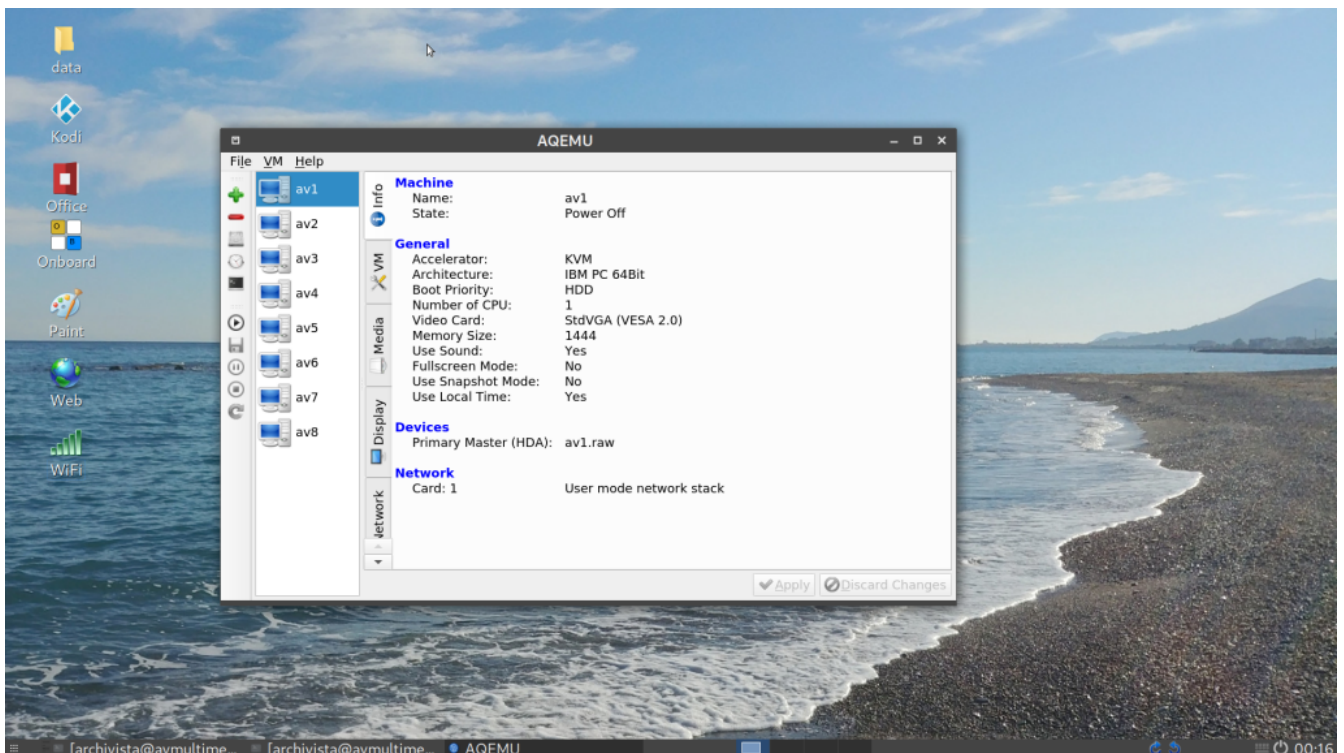 data
Kodi
Office
O
B
Onboard
Paint
Web
WiFi
AQEMU
File VM Help
av1
av2
av3
av4
av5
av6
av7
av8
Info
VM
Media
Display
Network
Machine
Name: av1
State: Power Off
General
Accelerator: KVM
Architecture: IBM PC 64Bit
Boot Priority: HDD
Number of CPU: 1
Video Card: StdVGA (VESA 2.0)
Memory Size: 1444
Use Sound: Yes
Fullscreen Mode: No
Use Snapshot Mode: No
Use Local Time: Yes
Devices
Primary Master (HDA): av1.raw
Network
Card: 1 User mode network stack
Apply Discard Changes
[archivista@avmultime... [archivista@avmultime... AQEMU